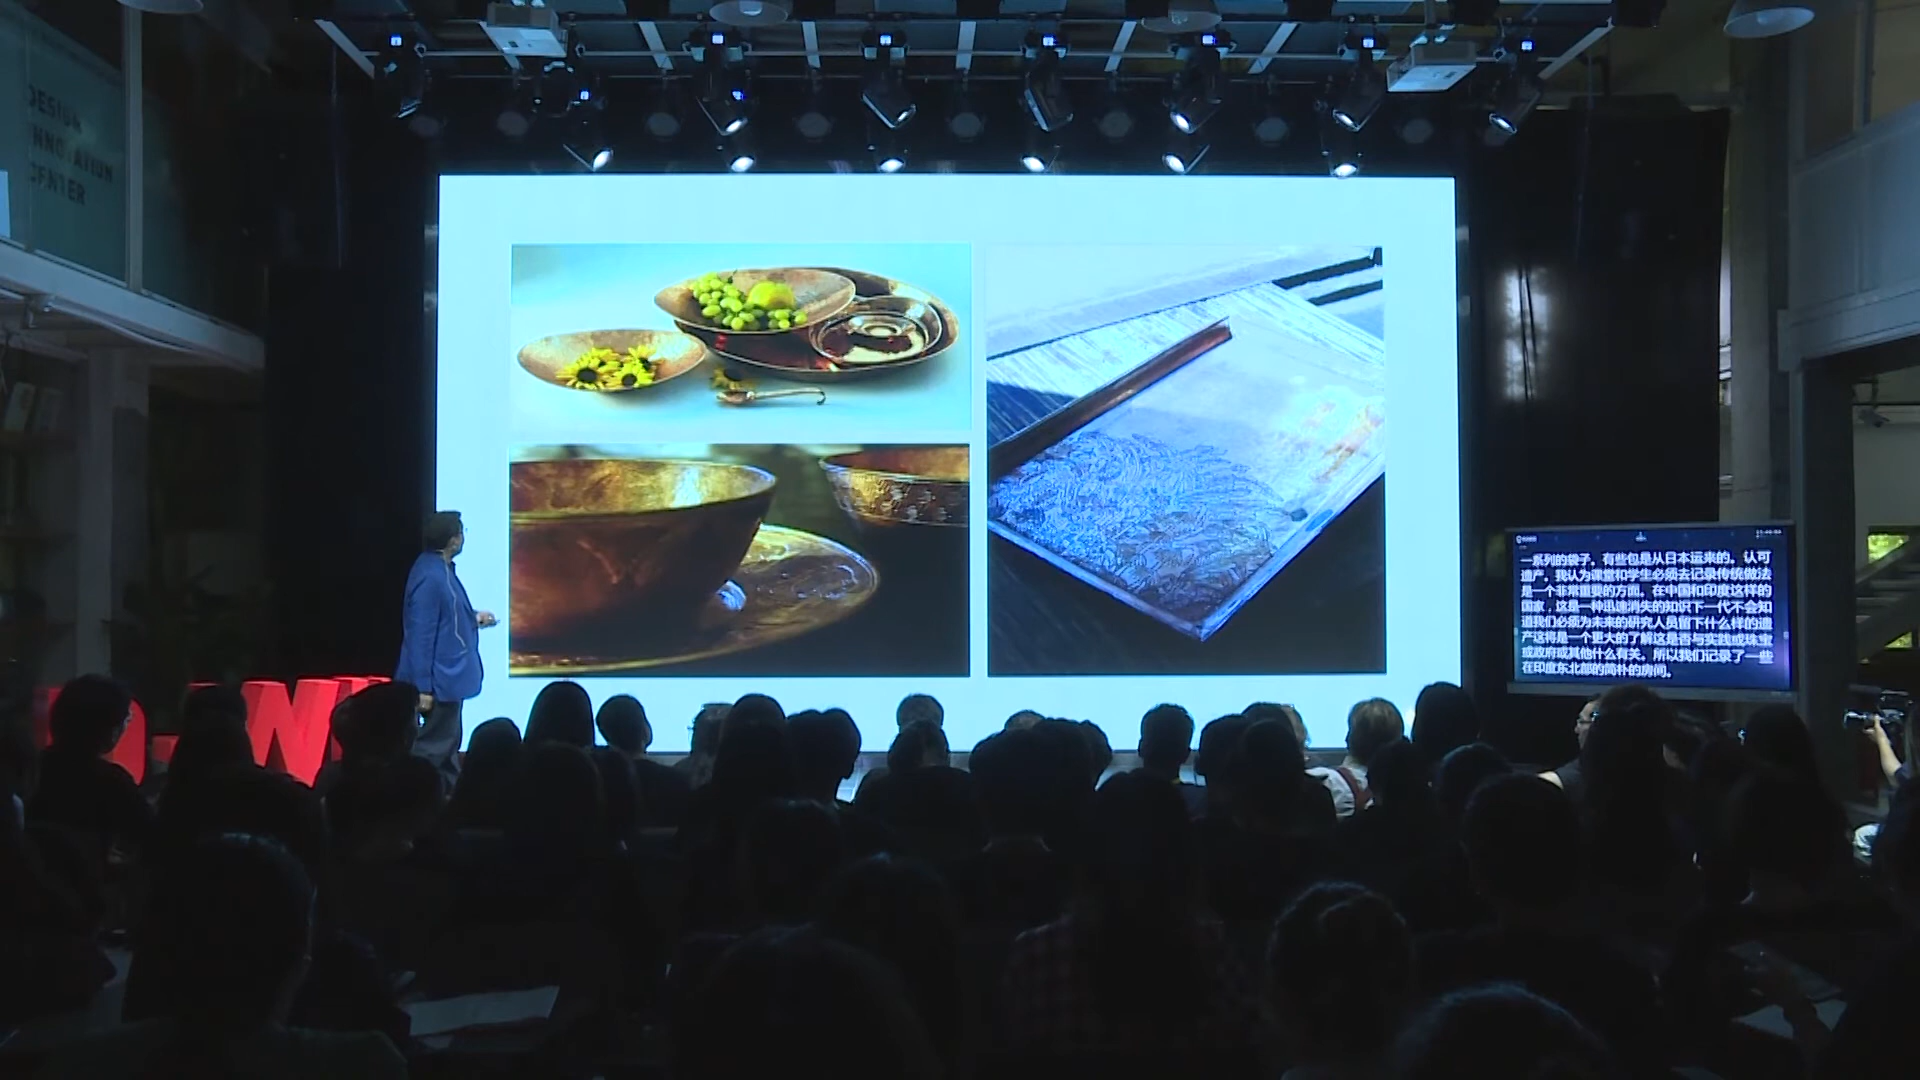 DESIGN
INNOVATION
CENTER
一系列的袋子。有些包是从日本运来的。认可
遗产。我认为课堂和学生必须去记录传统做法
是一个非常重要的方面。在中国和印度这样的
国家，这是一种迅速消失的知识下一代不会知
道我们必须为未来的研究人员留下什么样的遗
产这将是一个更大的了解这是否与实践或珠宝
或政府或其他什么有关。所以我们记录了一些
在印度东北部的简朴的房间。